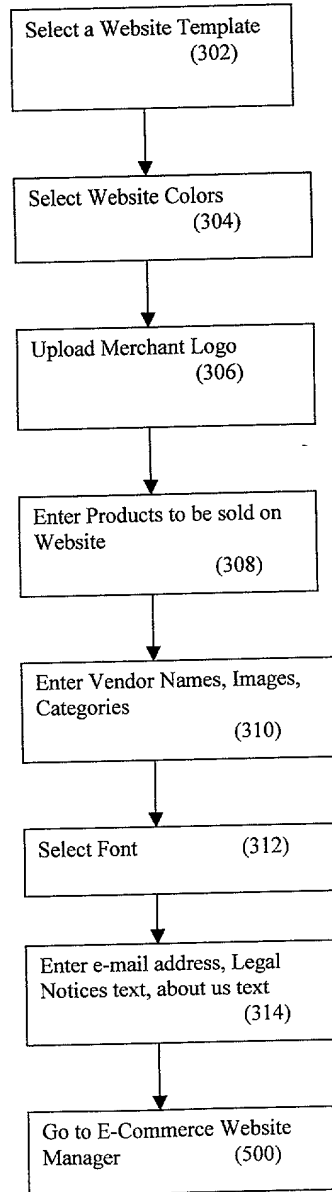 Select a Website Template
(302)
Select Website Colors
(304)
Upload Merchant Logo
(306)
Enter Products to be sold on
Website
(308)
Enter Vendor Names, Images,
Categories
(310)
Select Font (312)
Enter e-mail address, Legal
Notices text, about us text
(314)
Go to E-Commerce Website
Manager (500)